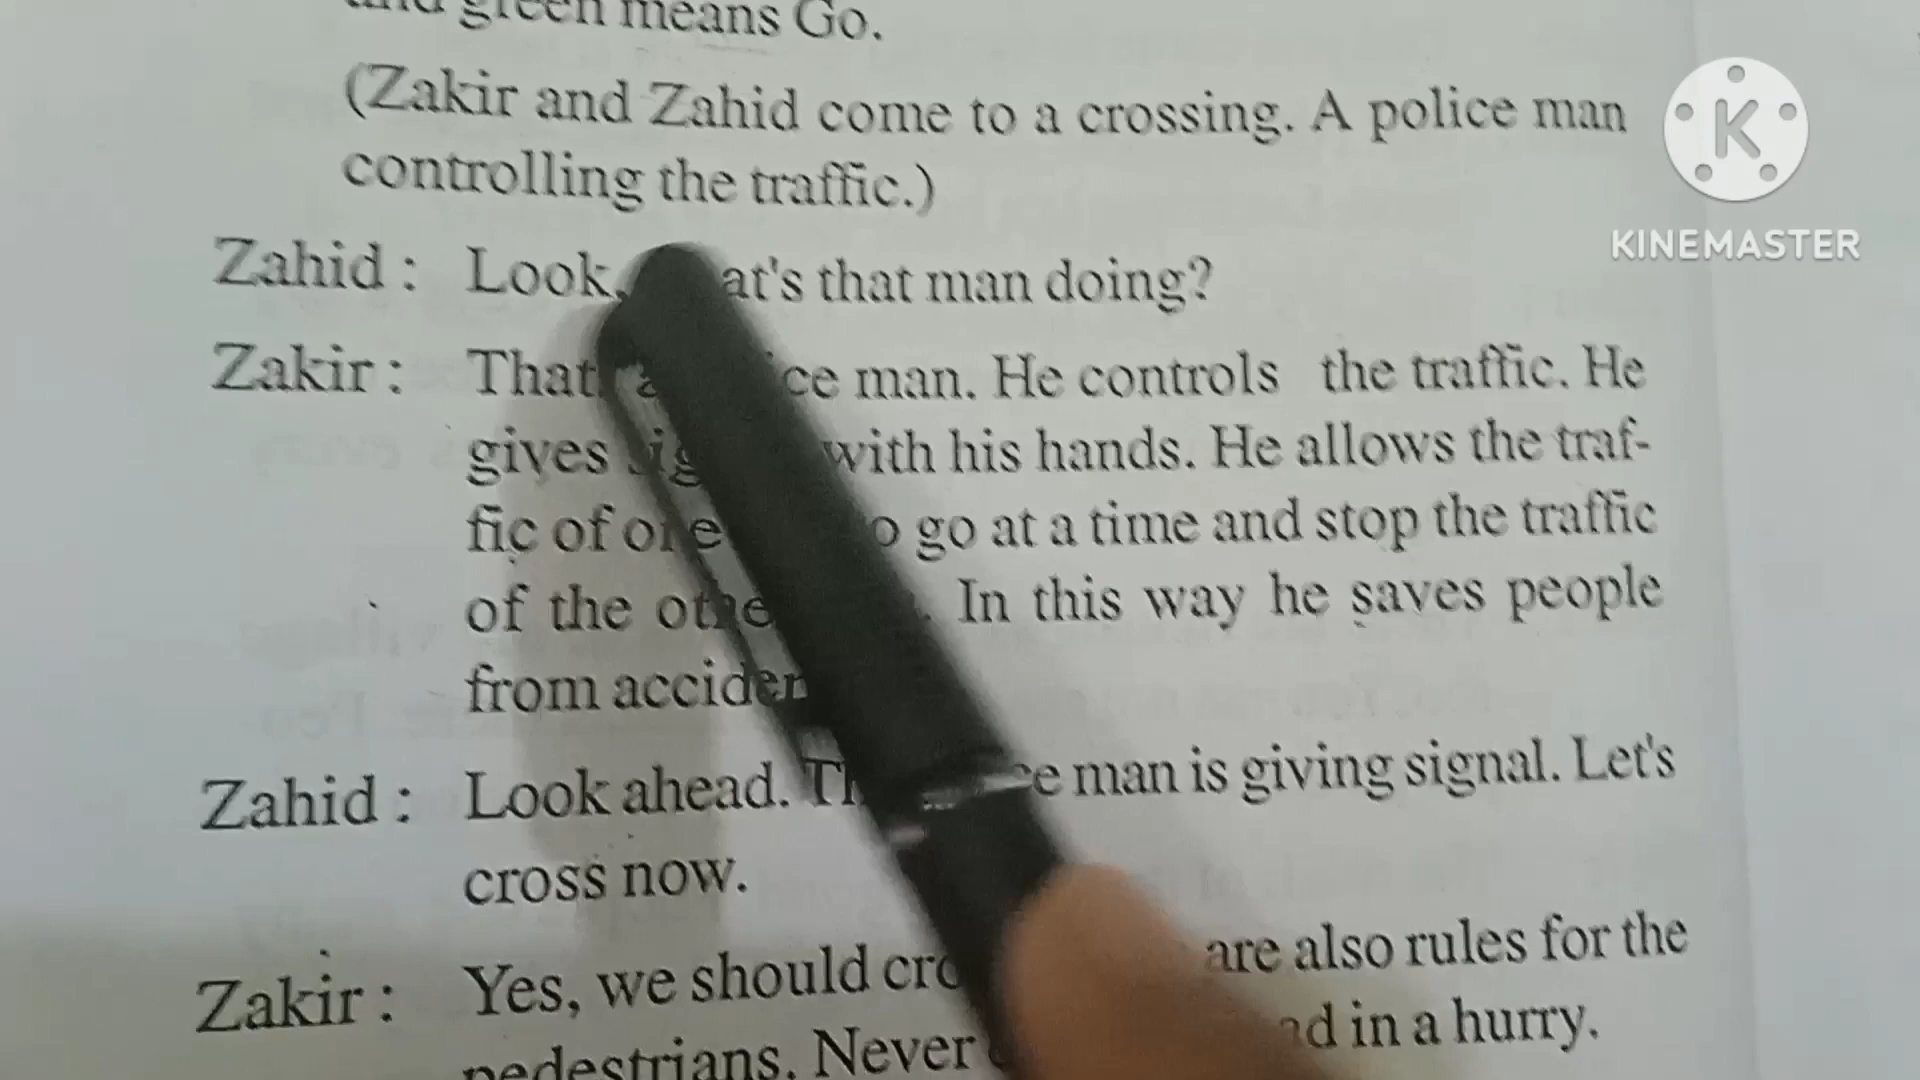 green means Go.
(Zakir and Zahid come to a crossing. A police man
controlling the traffic.)
KINEMASTER
Zahid : Look, that man doing?
Zakir : man. He controls the traffic. He
gives with his hands. He allows the traf-
fic of go at a time and stop the traffic
of the In this way he saves people
from
Zahid : Look ahead. man is giving signal. Let's
cross now.
Zakir : Yes, we should are also rules for the
pedestrians. Never in a hurry.